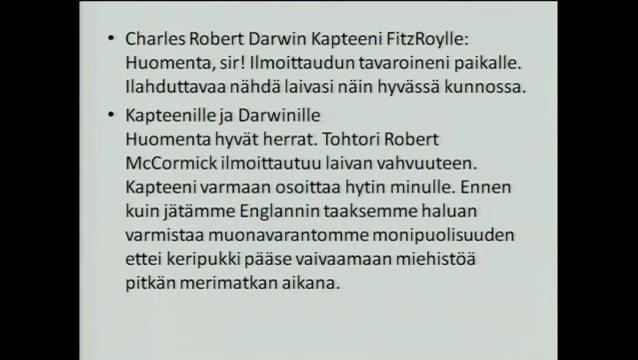 • Charles Robert Darwin Kapteeni FitzRoylle:
Huomenta, sir! Ilmoittaudun tavaroineni paikalle.
Ilahduttavaa nähdä laivasi näin hyvässä kunnossa.
• Kapteenille ja Darwinille
Huomenta hyvät herrat. Tohtori Robert
McCormick ilmoittautuu laivan vahvuuteen.
Kapteeni varmaan osoittaa hytin minulle. Ennen
kuin jätämme Englannin taaksemme haluan
varmistaa muonavarantomme monipuolisuuden
ettei keripukki pääse vaivaamaan miehistöä
pitkän merimatkan aikana.